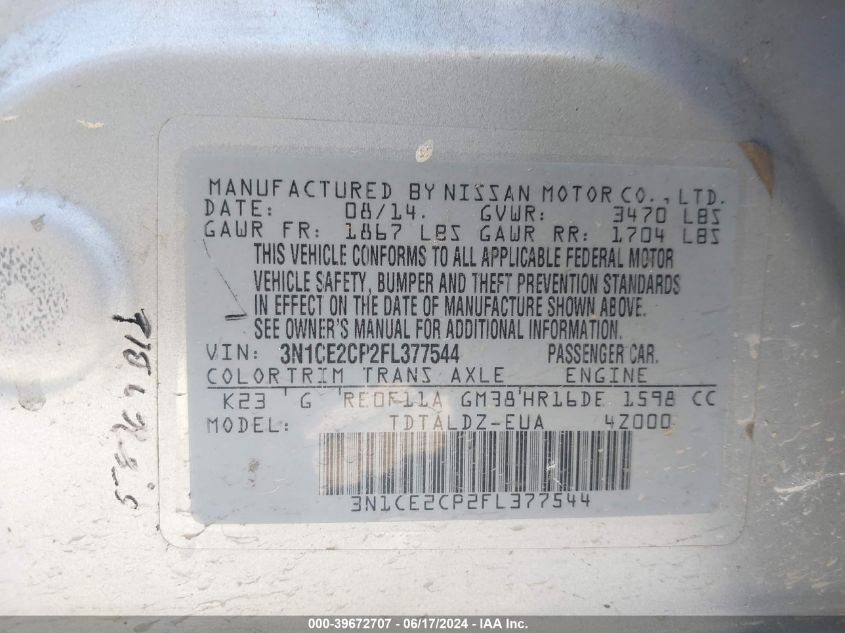 MANUFACTURED BY NISSAN MOTOR CO., LTD.
DATE: 08/14. GVWR: 3470 LBS
GAWR FR: 1867 LBS GAWR RR: 1704 LBS
THIS VEHICLE CONFORMS TO ALL APPLICABLE FEDERAL MOTOR
VEHICLE SAFETY, BUMPER AND THEFT PREVENTION STANDARDS
IN EFFECT ON THE DATE OF MANUFACTURE SHOWN ABOVE.
SEE OWNER'S MANUAL FOR ADDITIONAL INFORMATION.
VIN: 3N1CE2CP2FL377544 PASSENGER CAR.
COLOR TRIM TRANS AXLE ENGINE
K23 G RE0F11A GM38 HR16DE 1598 CC
MODEL: TDTALDZ-EUA 4Z000
3N1CE2CP2FL377544
000-39672707 - 06/17/2024 - IAA, Inc.